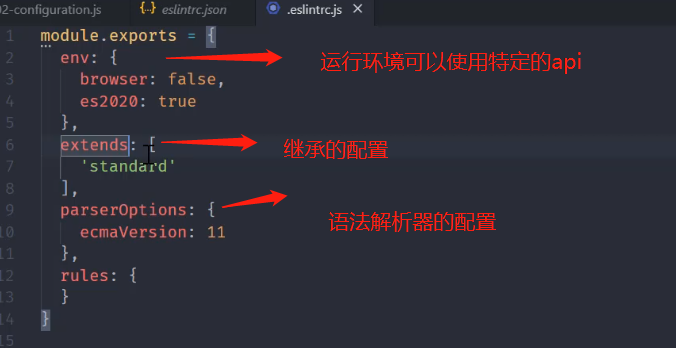 02-configuration.js {} eslintrc.json .eslintrc.js ×
1 module.exports = {
2 env: { 运行环境可以使用特定的api
3 browser: false,
4 es2020: true
5 },
6 extends: [ 继承的配置
7 'standard'
8 ],
9 parserOptions: { 语法解析器的配置
10 ecmaVersion: 11
11 },
12 rules: {
13 }
14 }
15